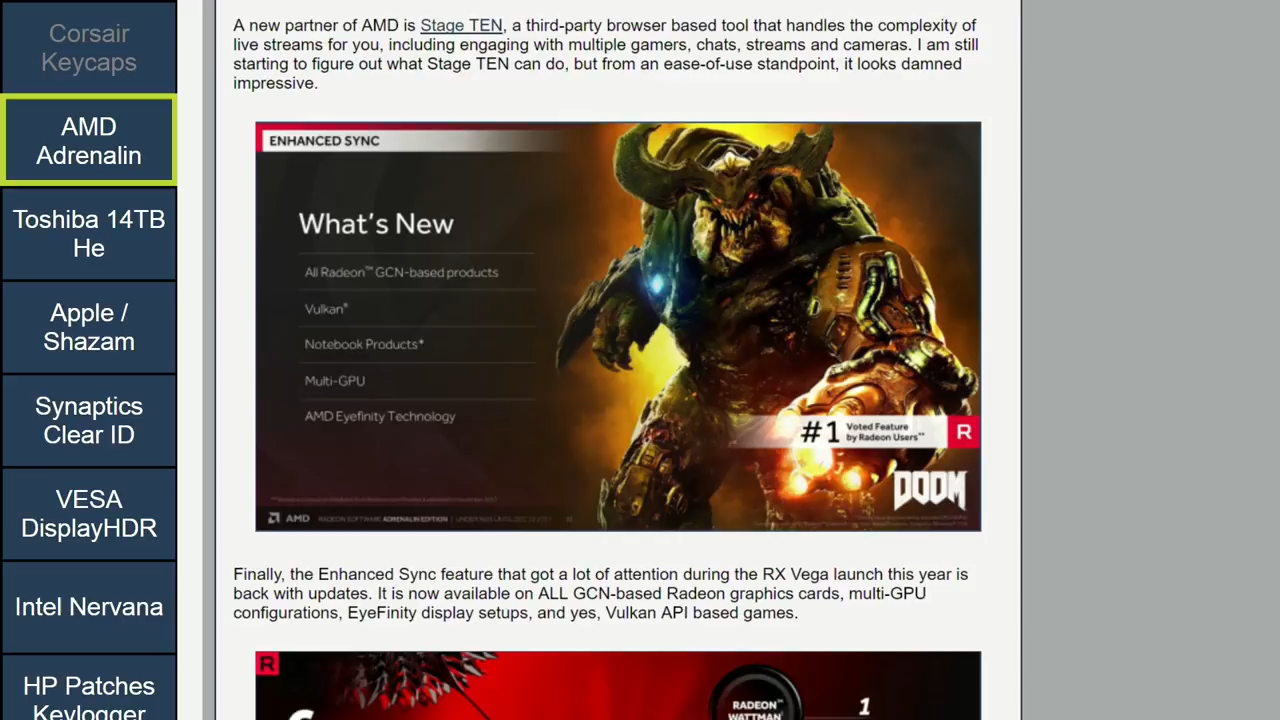 Corsair
Keycaps
AMD
Adrenalin
Toshiba 14TB
He
Apple /
Shazam
Synaptics
Clear ID
VESA
DisplayHDR
Intel Nervana
HP Patches
Keylogger
A new partner of AMD is Stage TEN, a third-party browser based tool that handles the complexity of
live streams for you, including engaging with multiple gamers, chats, streams and cameras. I am still
starting to figure out what Stage TEN can do, but from an ease-of-use standpoint, it looks damned
impressive.
ENHANCED SYNC
What's New
All Radeon™ GCN-based products
Vulkan*
Notebook Products*
Multi-GPU
AMD Eyefinity Technology
#1 Voted Feature
by Radeon Users**
R
DOOM
AMD RADEON SOFTWARE ADRENALIN EDITION
Finally, the Enhanced Sync feature that got a lot of attention during the RX Vega launch this year is
back with updates. It is now available on ALL GCN-based Radeon graphics cards, multi-GPU
configurations, EyeFinity display setups, and yes, Vulkan API based games.
R
RADEON™
WATTMAN
1